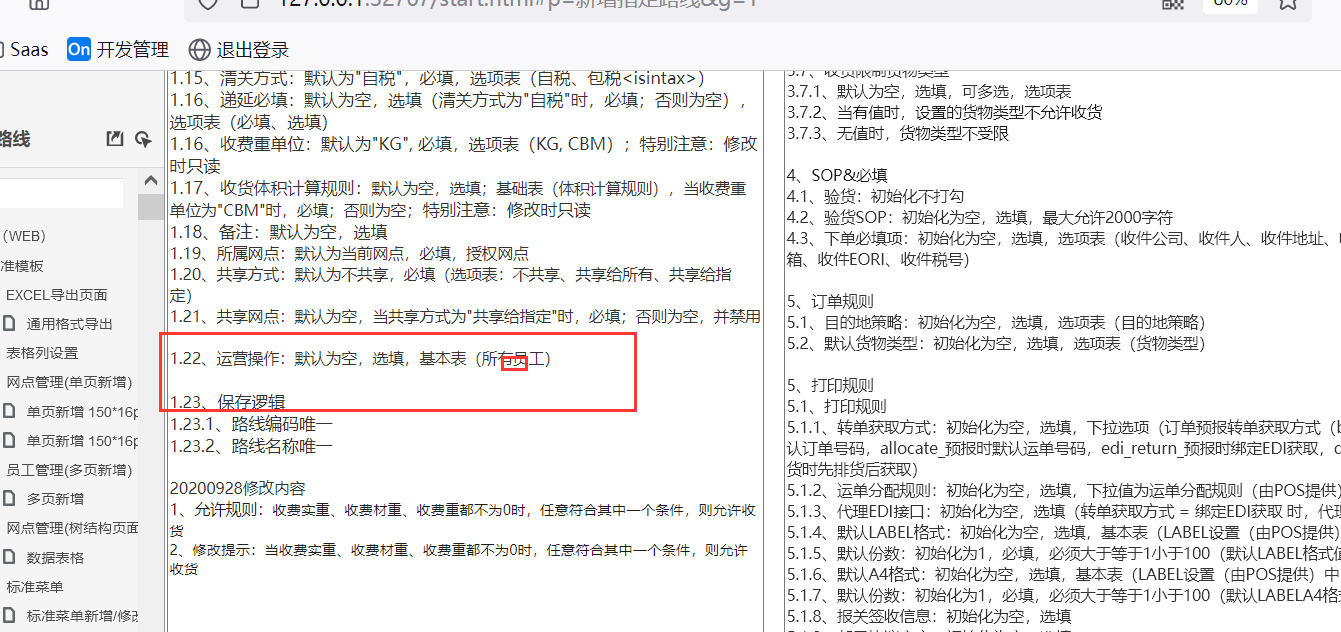 127.0.0.1:32767/start.html#p=新增指定路线&g=1
80%
Saas
On 开发管理
退出登录
路线
(WEB)
准模板
EXCEL导出页面
通用格式导出
表格列设置
网点管理(单页新增)
单页新增 150*16p
单页新增 150*16p
员工管理(多页新增)
多页新增
网点管理(树结构页面
数据表格
标准菜单
标准菜单新增/修改
1.15、清关方式：默认为"自税"，必填，选项表（自税、包税<isintax>）
1.16、递延必填：默认为空，选填（清关方式为"自税"时，必填；否则为空），
选项表（必填、选填）
1.16、收费重单位：默认为"KG", 必填，选项表（KG, CBM）；特别注意：修改
时只读
1.17、收货体积计算规则：默认为空，选填；基础表（体积计算规则），当收费重
单位为"CBM"时，必填；否则为空；特别注意：修改时只读
1.18、备注：默认为空，选填
1.19、所属网点：默认为当前网点，必填，授权网点
1.20、共享方式：默认为不共享，必填（选项表：不共享、共享给所有、共享给指
定）
1.21、共享网点：默认为空，当共享方式为"共享给指定"时，必填；否则为空，并禁用
1.22、运营操作：默认为空，选填，基本表（所有员工）
1.23、保存逻辑
1.23.1、路线编码唯一
1.23.2、路线名称唯一
20200928修改内容
1、允许规则：收费实重、收费材重、收费重都不为0时，任意符合其中一个条件，则允许收
货
2、修改提示：当收费实重、收费材重、收费重都不为0时，任意符合其中一个条件，则允许
收货
3.7、收货限制货物类型
3.7.1、默认为空，选填，可多选，选项表
3.7.2、当有值时，设置的货物类型不允许收货
3.7.3、无值时，货物类型不受限
4、SOP&必填
4.1、验货：初始化不打勾
4.2、验货SOP：初始化为空，选填，最大允许2000字符
4.3、下单必填项：初始化为空，选填，选项表（收件公司、收件人、收件地址、
箱、收件EORI、收件税号）
5、订单规则
5.1、目的地策略：初始化为空，选填，选项表（目的地策略）
5.2、默认货物类型：初始化为空，选填，选项表（货物类型）
5、打印规则
5.1、打印规则
5.1.1、转单获取方式：初始化为空，选填，下拉选项（订单预报转单获取方式（b
认订单号码，allocate_预报时默认运单号码，edi_return_预报时绑定EDI获取，c
货时先排货后获取）
5.1.2、运单分配规则：初始化为空，选填，下拉值为运单分配规则（由POS提供）
5.1.3、代理EDI接口：初始化为空，选填（转单获取方式 = 绑定EDI获取 时，代理
5.1.4、默认LABEL格式：初始化为空，选填，基本表（LABEL设置（由POS提供）
5.1.5、默认份数：初始化为1，必填，必须大于等于1小于100（默认LABEL格式值
5.1.6、默认A4格式：初始化为空，选填，基本表（LABEL设置（由POS提供）中
5.1.7、默认份数：初始化为1，必填，必须大于等于1小于100（默认LABELA4格式
5.1.8、报关签收信息：初始化为空，选填